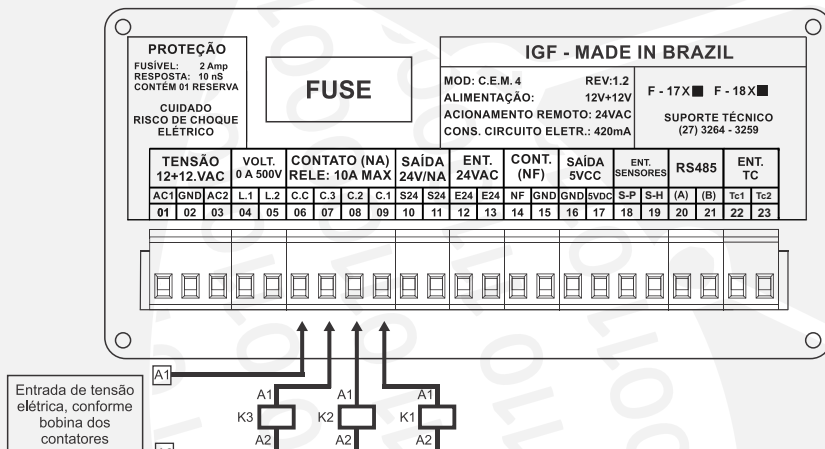 PROTEÇÃO
FUSÍVEL: 2 Amp
RESPOSTA: 10 nS
CONTÉM 01 RESERVA
CUIDADO
RISCO DE CHOQUE
ELÉTRICO
FUSE
IGF - MADE IN BRAZIL
MOD: C.E.M. 4 REV:1.2
ALIMENTAÇÃO: 12V+12V
ACIONAMENTO REMOTO: 24VAC
CONS. CIRCUITO ELETR.: 420mA
F - 17X■ F - 18X■
SUPORTE TÉCNICO
(27) 3264 - 3259
TENSÃO
12+12.VAC
VOLT.
0 A 500V
CONTATO (NA)
RELE: 10A MAX
SAÍDA
24V/NA
ENT.
24VAC
CONT.
(NF)
SAÍDA
5VCC
ENT.
SENSORES
RS485
ENT.
TC
AC1 GND AC2 L.1 L.2 C.C C.3 C.2 C.1 S24 S24 E24 E24 NF GND GND 5VDC S-P S-H (A) (B) Tc1 Tc2
01 02 03 04 05 06 07 08 09 10 11 12 13 14 15 16 17 18 19 20 21 22 23
A1
Entrada de tensão
elétrica, conforme
bobina dos
contatores
A1 A1 A1
K3 K2 K1
A2 A2 A2